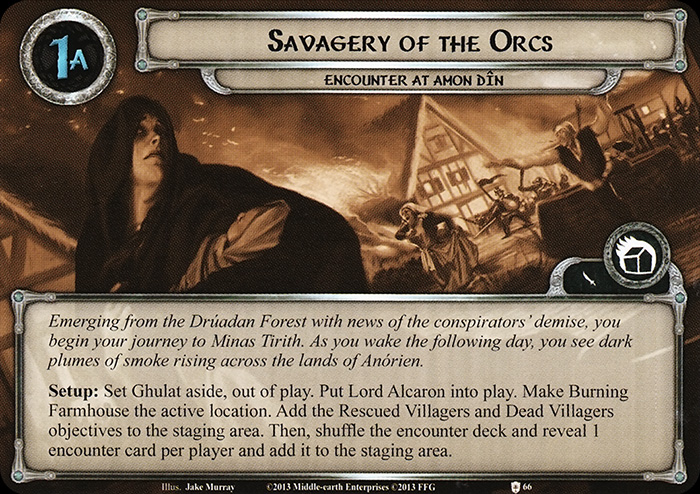 1A
Savagery of the Orcs
Encounter at Amon Dîn
Emerging from the Drúadan Forest with news of the conspirators' demise, you
begin your journey to Minas Tirith. As you wake the following day, you see dark
plumes of smoke rising across the lands of Anórien.
Setup: Set Ghulat aside, out of play. Put Lord Alcaron into play. Make Burning
Farmhouse the active location. Add the Rescued Villagers and Dead Villagers
objectives to the staging area. Then, shuffle the encounter deck and reveal 1
encounter card per player and add it to the staging area.
Illus. Jake Murray ©2013 Middle-earth Enterprises ©2013 FFG 66